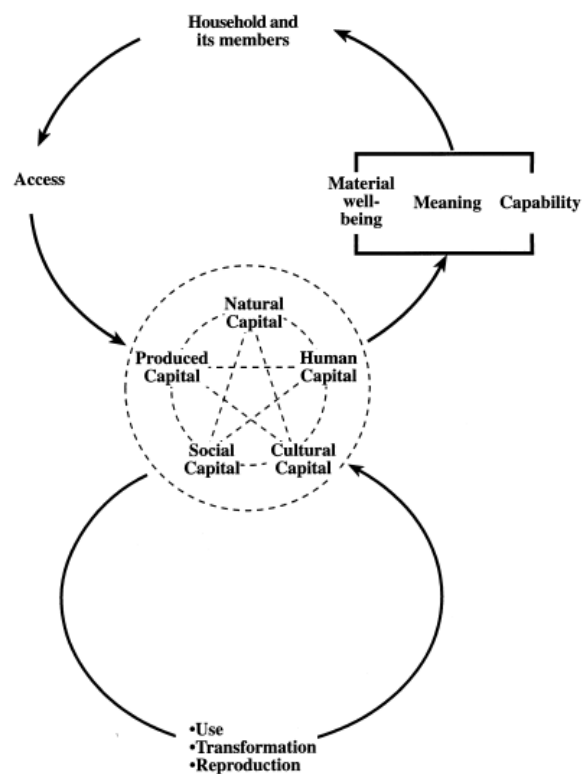 Household and
its members
Access
Material
well-
being
Meaning
Capability
Natural
Capital
Produced
Capital
Human
Capital
Social
Capital
Cultural
Capital
•Use
•Transformation
•Reproduction